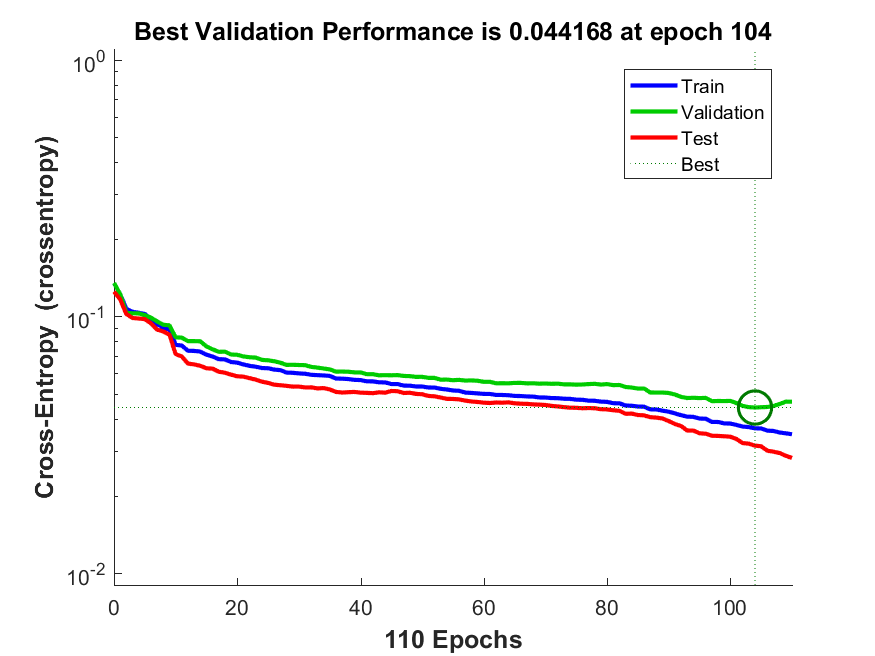 Best Validation Performance is 0.044168 at epoch 104
Cross-Entropy (crossentropy)
10^0
10^-1
10^-2
Train
Validation
Test
Best
0 20 40 60 80 100
110 Epochs